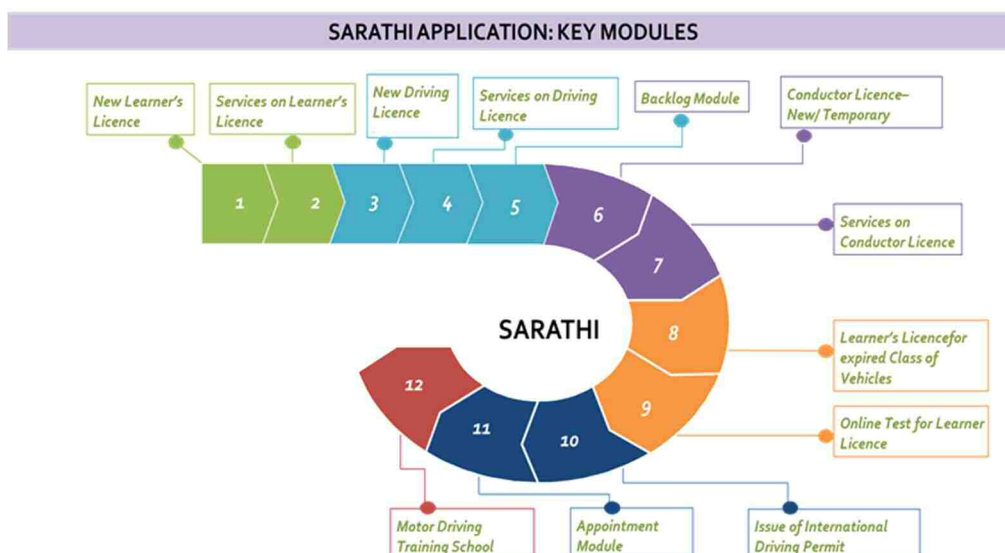 SARATHI APPLICATION: KEY MODULES
New Learner's
Licence
Services on Learner's
Licence
New Driving
Licence
Services on Driving
Licence
Backlog Module
Conductor Licence–
New/ Temporary
1
2
3
4
5
6
7
Services on
Conductor Licence
8
SARATHI
Learner's Licencefor
expired Class of
Vehicles
9
Online Test for Learner
Licence
10
11
12
Motor Driving
Training School
Appointment
Module
Issue of International
Driving Permit